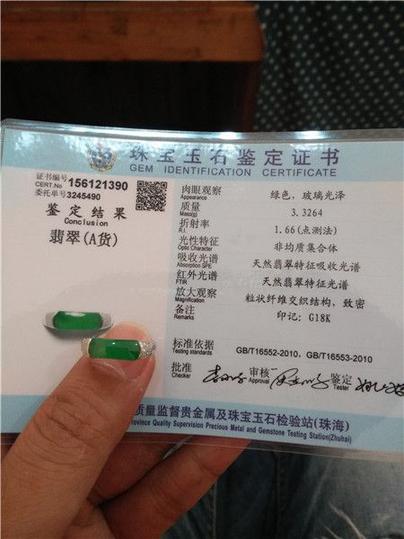 珠宝玉石鉴定证书
GEM IDENTIFICATION CERTIFICATE
证书编号
CERT.No 156121390
委托单号 3245490
鉴定结果
Conclusion
翡翠(A货)
肉眼观察 绿色,玻璃光泽
Appearance
质量 3.3264
Mass(g)
折射率 1.66(点测法)
R.I.
光性特征 非均质集合体
Optic Character
吸收光谱 天然翡翠特征吸收光谱
Absorption SPE
红外光谱 天然翡翠特征光谱
FTIR
放大观察 粒状纤维交织结构、致密
Magnification
备注 印记:G18K
Remarks
标准依据 GB/T16552-2010、GB/T16553-2010
Testing standards
批准 审核 鉴定
Checker Approval Tester
质量监督贵金属及珠宝玉石检验站(珠海)
Province Quality Supervision Precious Metal and Gemstone Testing Station(Zhuhai)